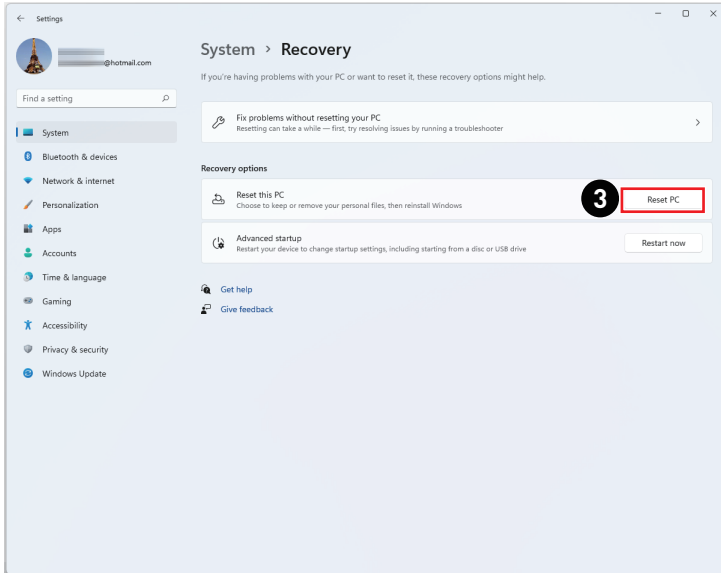 Settings
@hotmail.com
Find a setting
System
Bluetooth & devices
Network & internet
Personalization
Apps
Accounts
Time & language
Gaming
Accessibility
Privacy & security
Windows Update
System > Recovery
If you're having problems with your PC or want to reset it, these recovery options might help.
Fix problems without resetting your PC
Resetting can take a while — first, try resolving issues by running a troubleshooter
Recovery options
Reset this PC
Choose to keep or remove your personal files, then reinstall Windows
3
Reset PC
Advanced startup
Restart your device to change startup settings, including starting from a disc or USB drive
Restart now
Get help
Give feedback